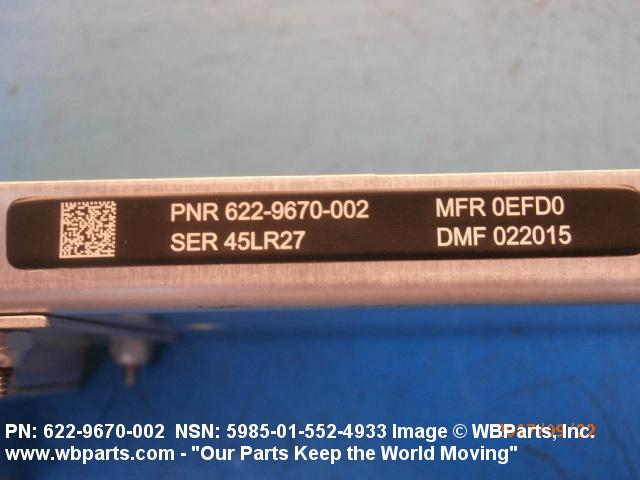 PNR 622-9670-002 MFR 0EFD0
SER 45LR27 DMF 022015
PN: 622-9670-002 NSN: 5985-01-552-4933 Image © WBParts, Inc.
www.wbparts.com - "Our Parts Keep the World Moving"